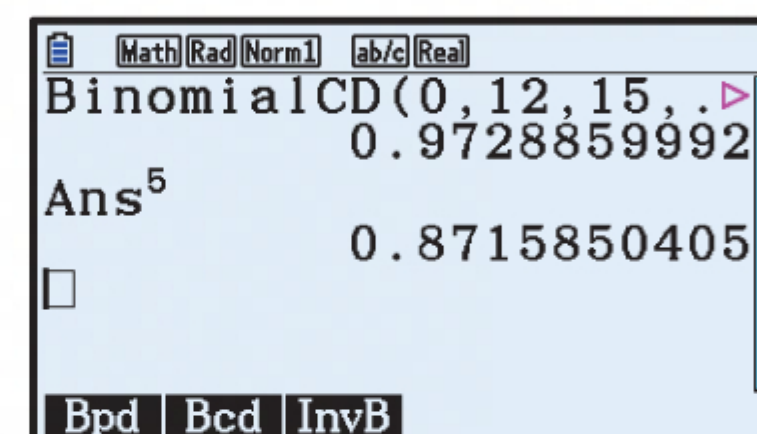 Math Rad Norm1 ab/c Real
BinomialCD(0,12,15,.▷
0.9728859992
Ans⁵
0.8715850405
Bpd Bcd InvB